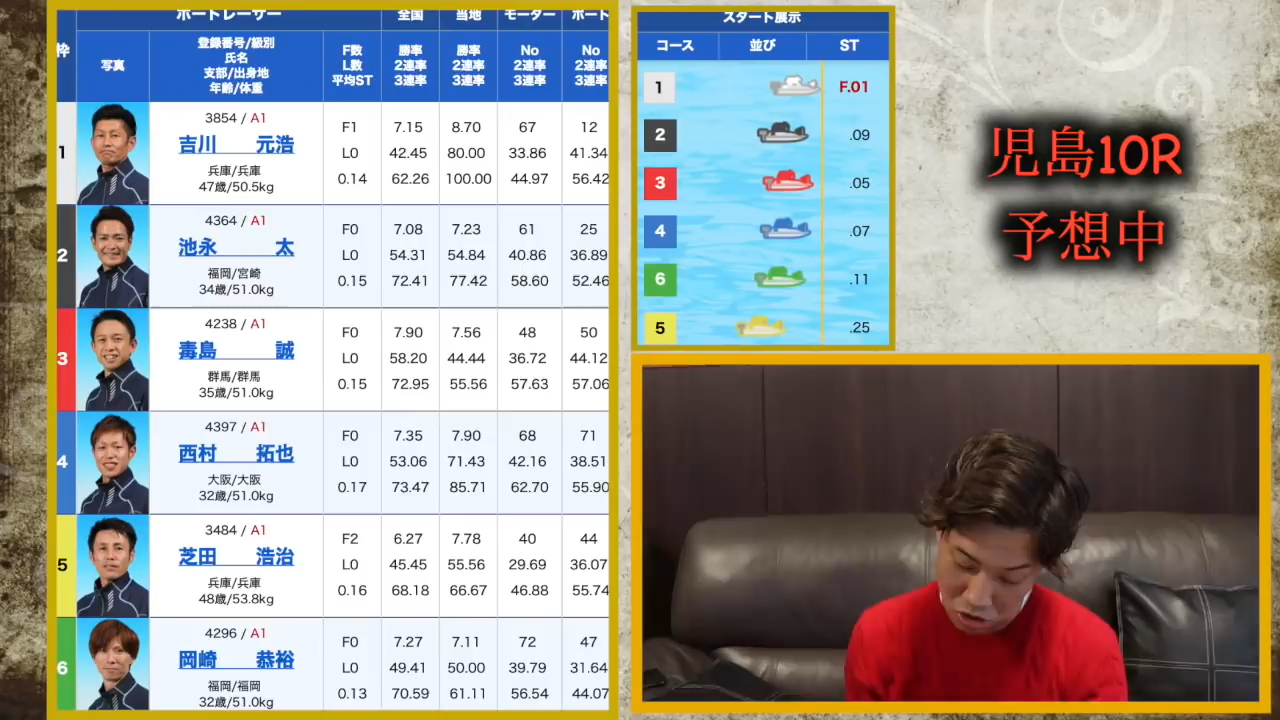 ボートレーサー 全国 当地 モーター ボート
枠 写真 登録番号/級別 氏名 支部/出身地 年齢/体重 F数 L数 平均ST 勝率 2連率 3連率 勝率 2連率 3連率 No 2連率 3連率 No 2連率 3連率
1
3854 / A1
吉川 元浩
兵庫/兵庫
47歳/50.5kg
F1 7.15 8.70 67 12
L0 42.45 80.00 33.86 41.34
0.14 62.26 100.00 44.97 56.42
2
4364 / A1
池永 太
福岡/宮崎
34歳/51.0kg
F0 7.08 7.23 61 25
L0 54.31 54.84 40.86 36.89
0.15 72.41 77.42 58.60 52.46
3
4238 / A1
毒島 誠
群馬/群馬
35歳/51.0kg
F0 7.90 7.56 48 50
L0 58.20 44.44 36.72 44.12
0.15 72.95 55.56 57.63 57.06
4
4397 / A1
西村 拓也
大阪/大阪
32歳/51.0kg
F0 7.35 7.90 68 71
L0 53.06 71.43 42.16 38.51
0.17 73.47 85.71 62.70 55.90
5
3484 / A1
芝田 浩治
兵庫/兵庫
48歳/53.8kg
F2 6.27 7.78 40 44
L0 45.45 55.56 29.69 36.07
0.16 68.18 66.67 46.88 55.74
6
4296 / A1
岡崎 恭裕
福岡/福岡
32歳/51.0kg
F0 7.27 7.11 72 47
L0 49.41 50.00 39.79 31.64
0.13 70.59 61.11 56.54 44.07
スタート展示
コース 並び ST
1 F.01
2 .09
3 .05
4 .07
6 .11
5 .25
児島10R
予想中